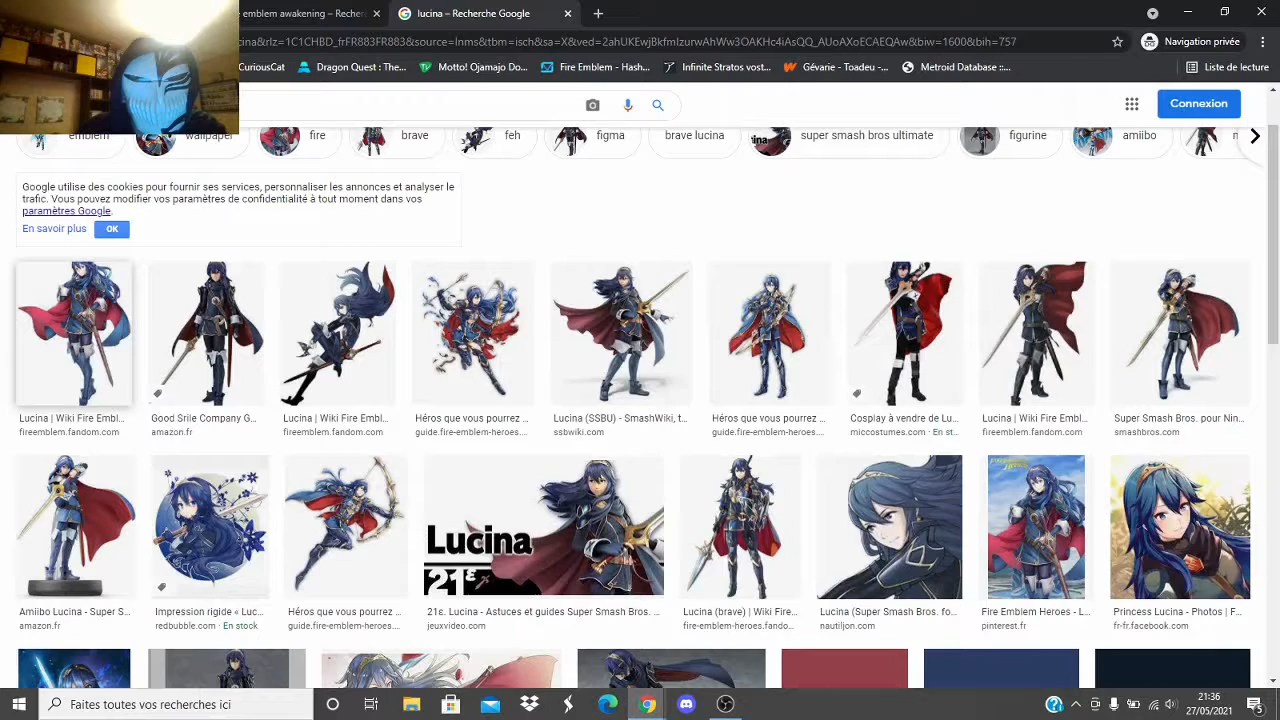 e emblem awakening – Recher
lucina – Recherche Google
cina&rlz=1C1CHBD_frFR883FR883&source=lnms&tbm=isch&sa=X&ved=2ahUKEwjBkfmIzurwAhWw3OAKHc4iAsQQ_AUoAXoECAEQAw&biw=1600&bih=757
Navigation privée
CuriousCat
Dragon Quest : The...
Motto! Ojamajo Do...
Fire Emblem - Hash...
Infinite Stratos vost...
Gévarie - Toadeu -...
Metroid Database ::...
Liste de lecture
Connexion
emblem
wallpaper
fire
brave
feh
figma
brave lucina
super smash bros ultimate
figurine
amiibo
Google utilise des cookies pour fournir ses services, personnaliser les annonces et analyser le
trafic. Vous pouvez modifier vos paramètres de confidentialité à tout moment dans vos
paramètres Google.
En savoir plus
OK
Lucina | Wiki Fire Embl...
fireemblem.fandom.com
Good Srile Company G...
amazon.fr
Lucina | Wiki Fire Embl...
fireemblem.fandom.com
Héros que vous pourrez ...
guide.fire-emblem-heroes....
Lucina (SSBU) - SmashWiki, t...
ssbwiki.com
Héros que vous pourrez ...
guide.fire-emblem-heroes....
Cosplay à vendre de Lu...
miccostumes.com · En st...
Lucina | Wiki Fire Embl...
fireemblem.fandom.com
Super Smash Bros. pour Nin...
smashbros.com
Lucina
21ε
FIRE EMBLEM
HEROES
Amiibo Lucina - Super S...
amazon.fr
Impression rigide « Luc...
redbubble.com · En stock
Héros que vous pourrez ...
guide.fire-emblem-heroes....
21ε. Lucina - Astuces et guides Super Smash Bros. ...
jeuxvideo.com
Lucina (brave) | Wiki Fire...
fire-emblem-heroes.fando...
Lucina (Super Smash Bros. fo...
nautiljon.com
Fire Emblem Heroes - L...
pinterest.fr
Princess Lucina - Photos | F...
fr-fr.facebook.com
Faites toutes vos recherches ici
21:36
27/05/2021